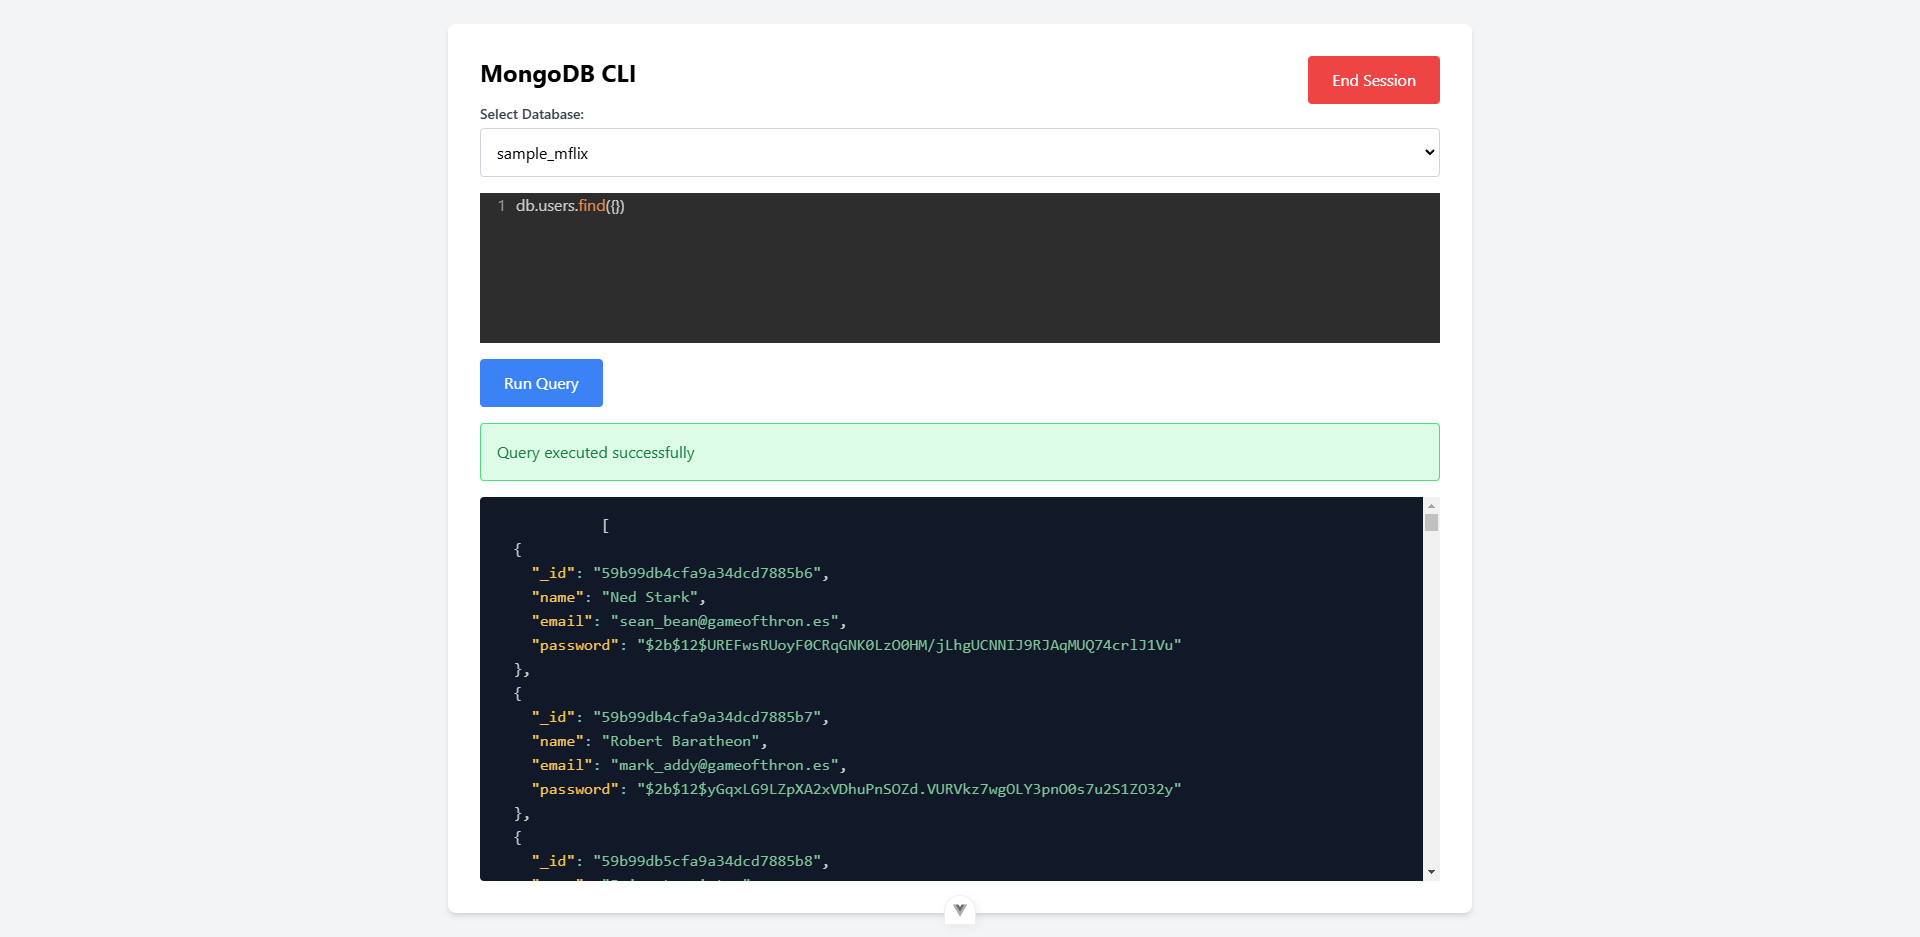 MongoDB CLI
End Session
Select Database:
sample_mflix
1 db.users.find({})
Run Query
Query executed successfully
[
{
"_id": "59b99db4cfa9a34dcd7885b6",
"name": "Ned Stark",
"email": "sean_bean@gameofthron.es",
"password": "$2b$12$UREFwsRUoyF0CRqGNK0LzO0HM/jLhgUCNNIJ9RJAqMUQ74crlJ1Vu"
},
{
"_id": "59b99db4cfa9a34dcd7885b7",
"name": "Robert Baratheon",
"email": "mark_addy@gameofthron.es",
"password": "$2b$12$yGqxLG9LZpXA2xVDhuPnSOZd.VURVkz7wgOLY3pnO0s7u2S1ZO32y"
},
{
"_id": "59b99db5cfa9a34dcd7885b8",